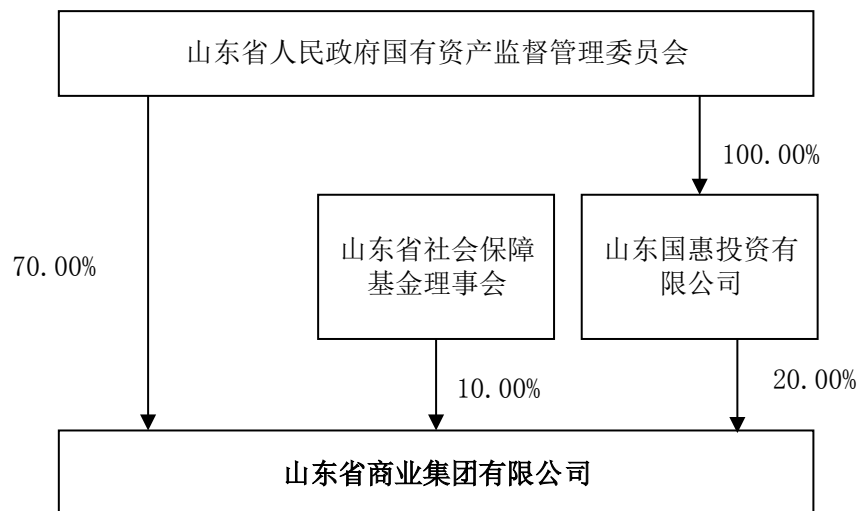 山东省人民政府国有资产监督管理委员会
100.00%
山东省社会保障
基金理事会
山东国惠投资有
限公司
70.00%
10.00%
20.00%
山东省商业集团有限公司